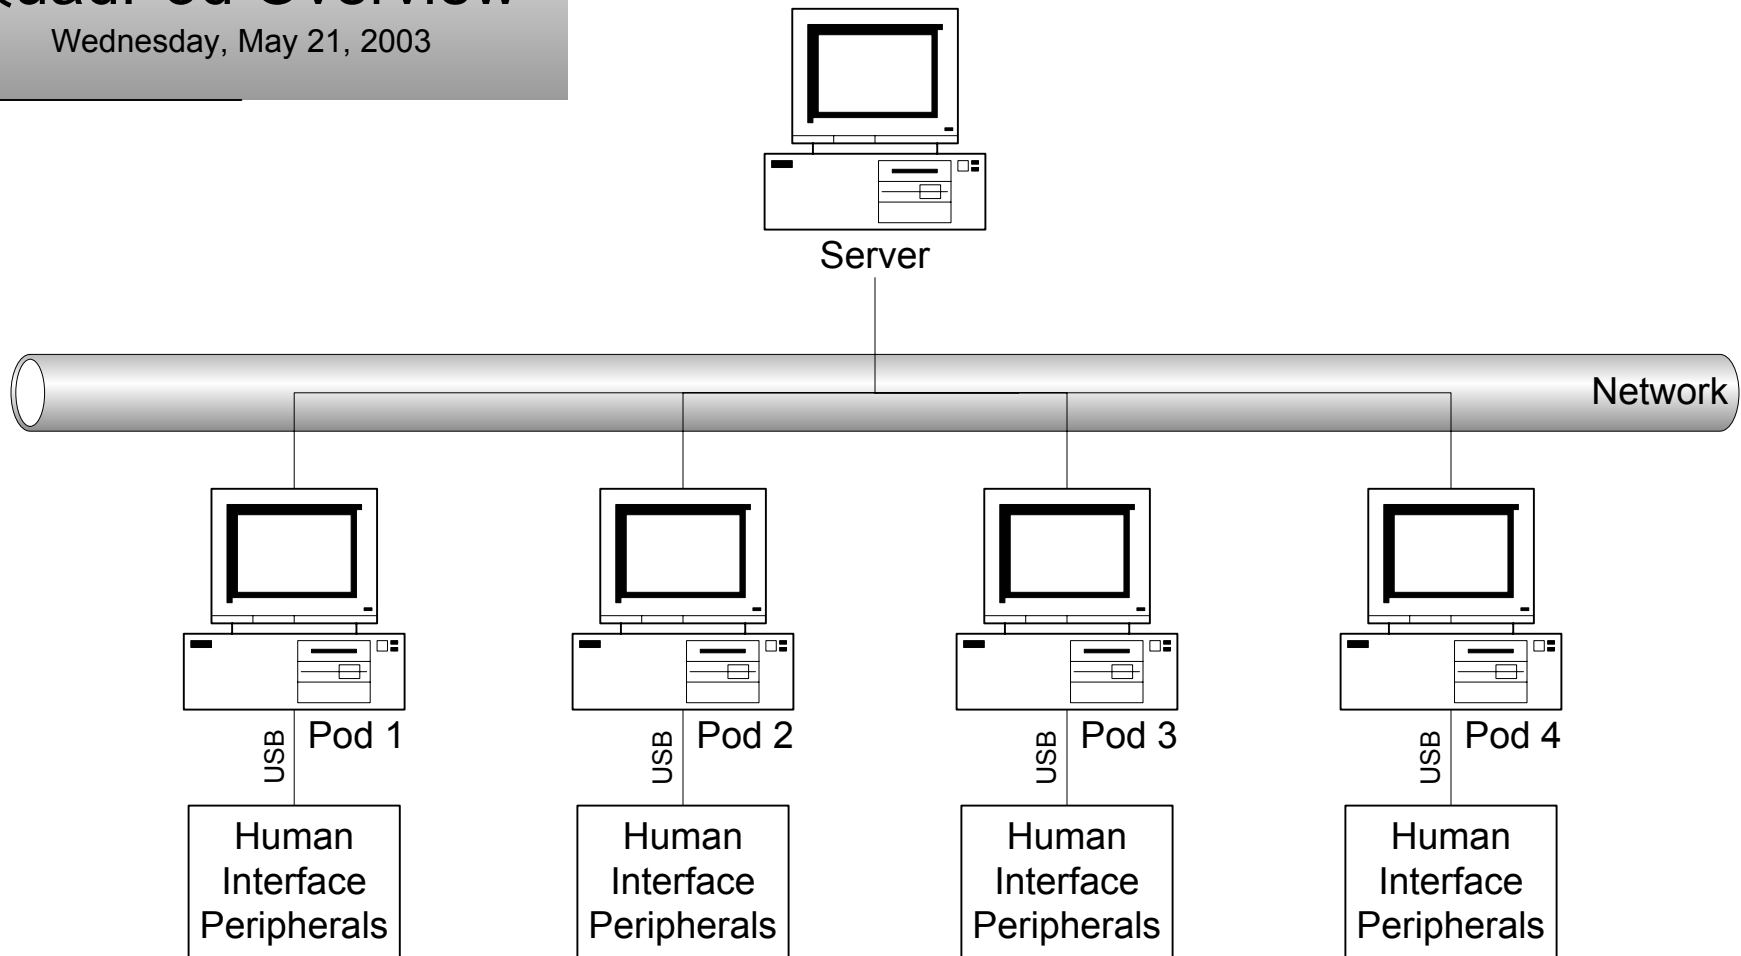 Overview
Wednesday, May 21, 2003
Server
Network
Pod 1
Pod 2
Pod 3
Pod 4
USB
USB
USB
USB
Human
Interface
Peripherals
Human
Interface
Peripherals
Human
Interface
Peripherals
Human
Interface
Peripherals